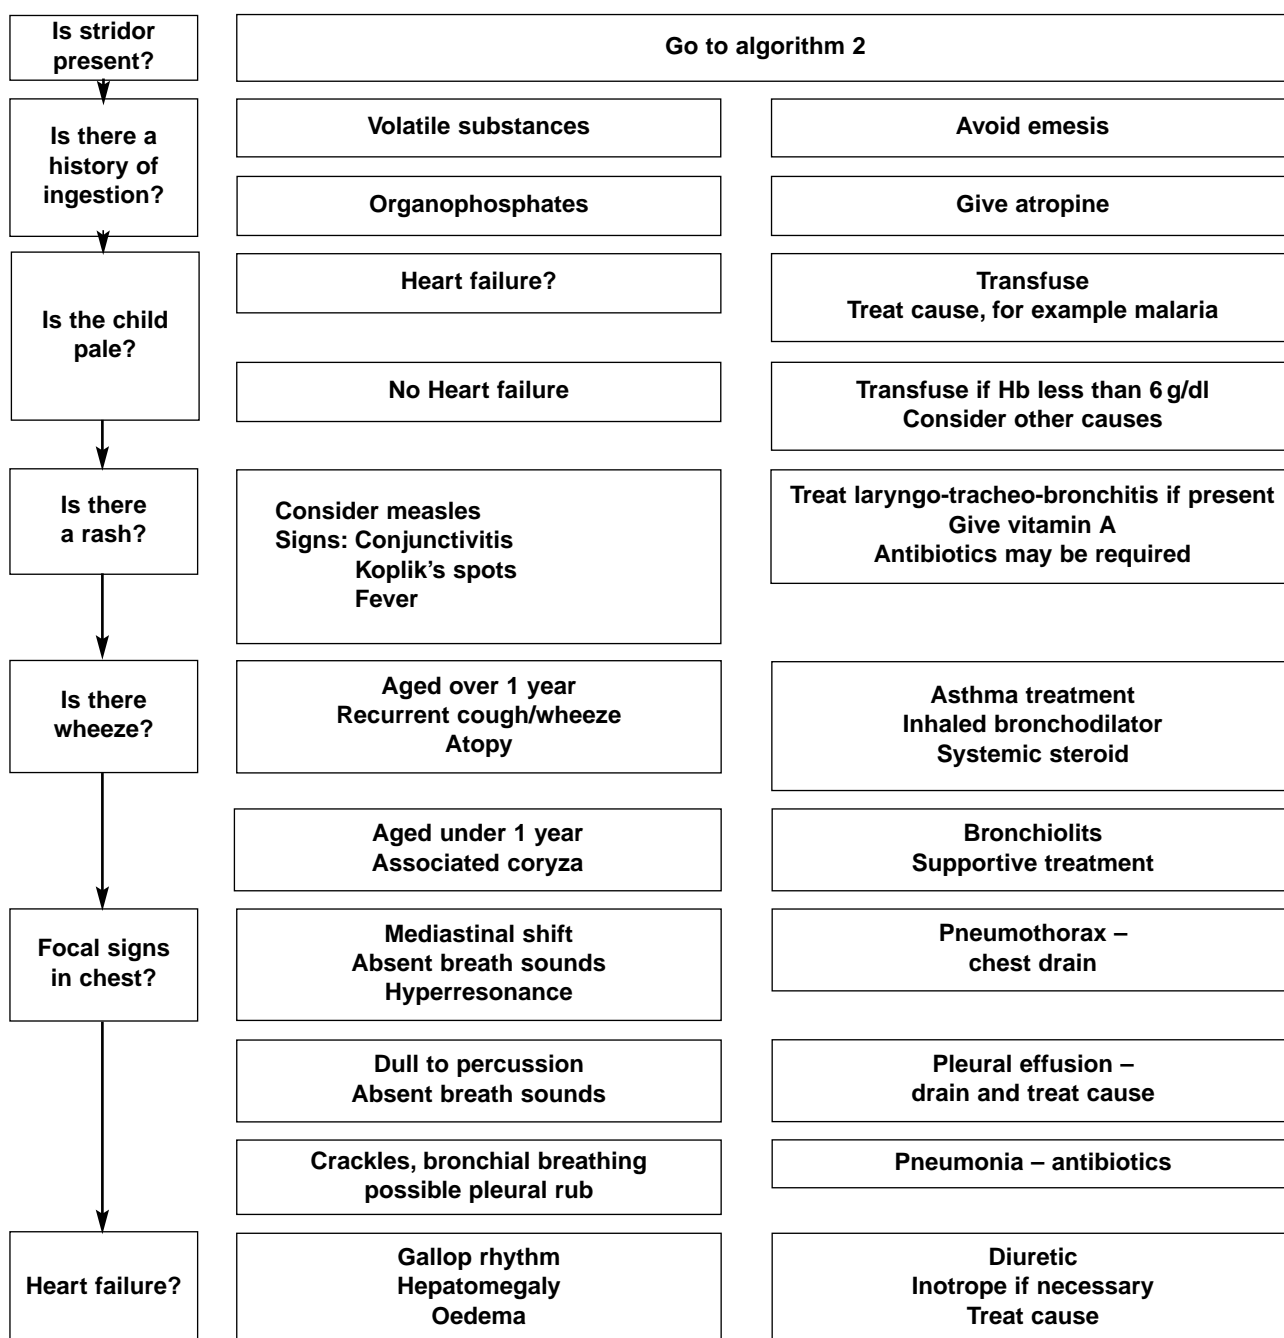 Is stridor
present?
Go to algorithm 2
Is there a
history of
ingestion?
Volatile substances
Avoid emesis
Organophosphates
Give atropine
Is the child
pale?
Heart failure?
Transfuse
Treat cause, for example malaria
No Heart failure
Transfuse if Hb less than 6 g/dl
Consider other causes
Is there
a rash?
Consider measles
Signs: Conjunctivitis
Koplik's spots
Fever
Treat laryngo-tracheo-bronchitis if present
Give vitamin A
Antibiotics may be required
Is there
wheeze?
Aged over 1 year
Recurrent cough/wheeze
Atopy
Asthma treatment
Inhaled bronchodilator
Systemic steroid
Aged under 1 year
Associated coryza
Bronchiolits
Supportive treatment
Focal signs
in chest?
Mediastinal shift
Absent breath sounds
Hyperresonance
Pneumothorax –
chest drain
Dull to percussion
Absent breath sounds
Pleural effusion –
drain and treat cause
Crackles, bronchial breathing
possible pleural rub
Pneumonia – antibiotics
Heart failure?
Gallop rhythm
Hepatomegaly
Oedema
Diuretic
Inotrope if necessary
Treat cause